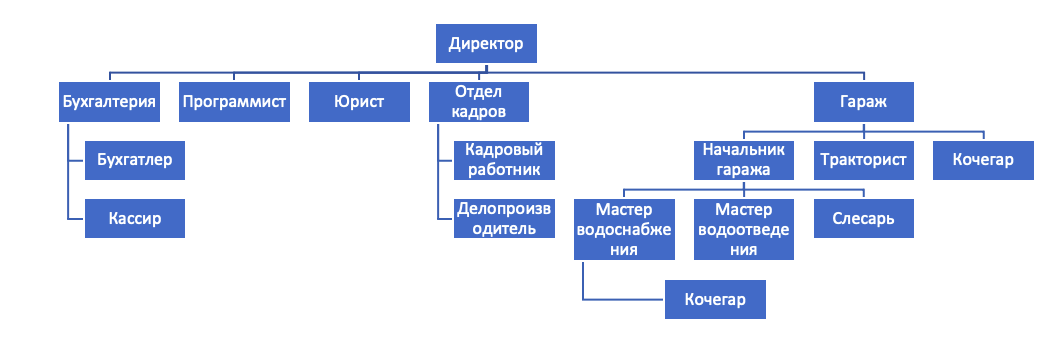 Директор
Бухгалтерия
Программист
Юрист
Отдел
кадров
Гараж
Бухгатлер
Кадровый
работник
Начальник
гаража
Тракторист
Кочегар
Кассир
Делопроизв
одитель
Мастер
водоснабже
ния
Мастер
водоотведе
ния
Слесарь
Кочегар